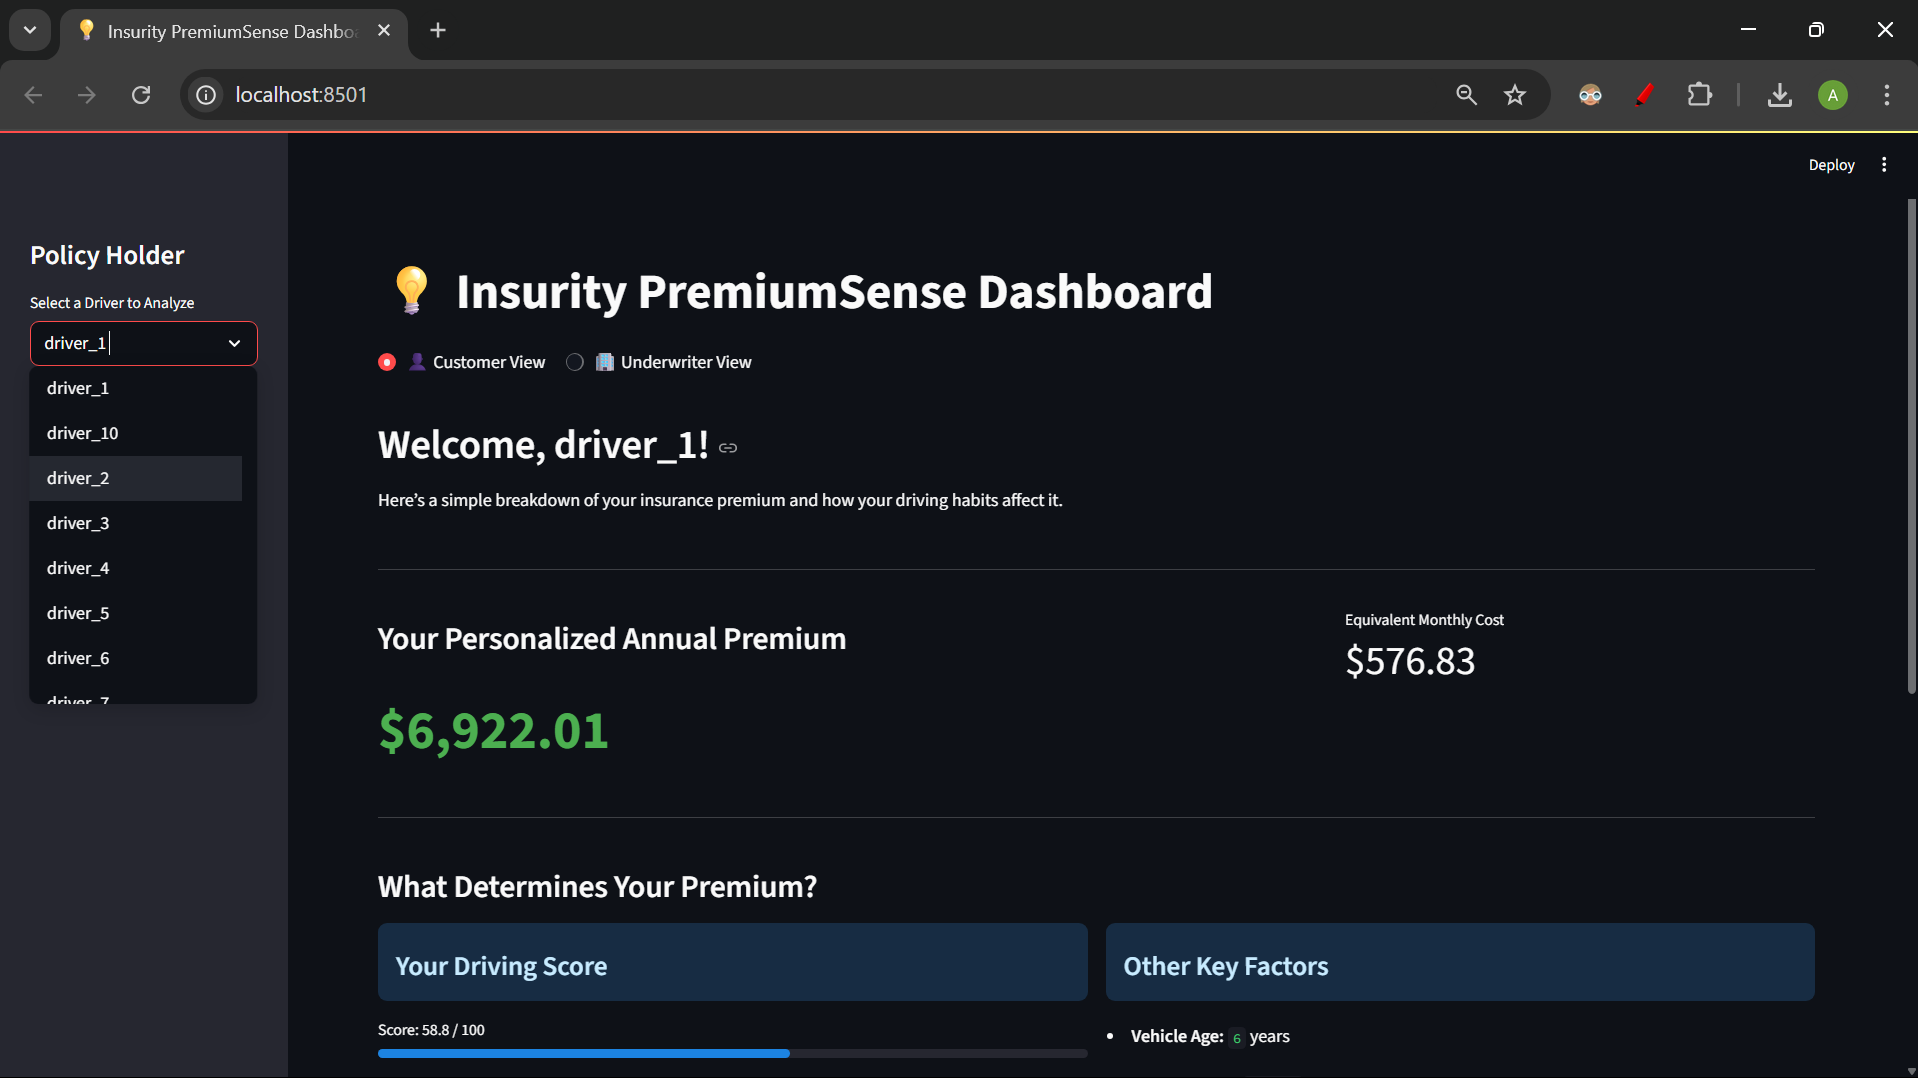 Insurity PremiumSense Dashbo
localhost:8501
A
Deploy
Policy Holder
Select a Driver to Analyze
driver_1
driver_1
driver_10
driver_2
driver_3
driver_4
driver_5
driver_6
driver_7
Insurity PremiumSense Dashboard
Customer View
Underwriter View
Welcome, driver_1!
Here’s a simple breakdown of your insurance premium and how your driving habits affect it.
Your Personalized Annual Premium
$6,922.01
Equivalent Monthly Cost
$576.83
What Determines Your Premium?
Your Driving Score
Score: 58.8 / 100
Other Key Factors
• Vehicle Age: 6 years